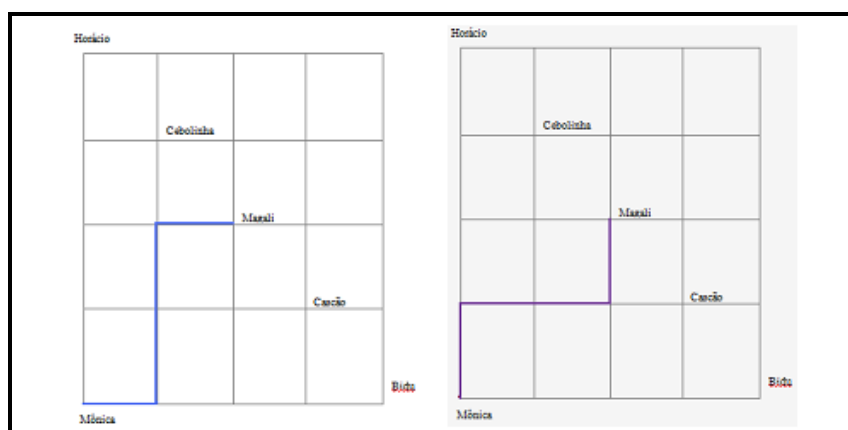 Horácio
Cebolinha
Magali
Cascão
Bidu
Mônica
Horácio
Cebolinha
Magali
Cascão
Bidu
Mônica